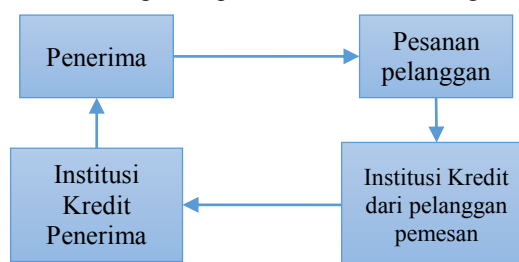 Penerima
Pesanan
pelanggan
Institusi
Kredit
Penerima
Institusi Kredit
dari pelanggan
pemesan